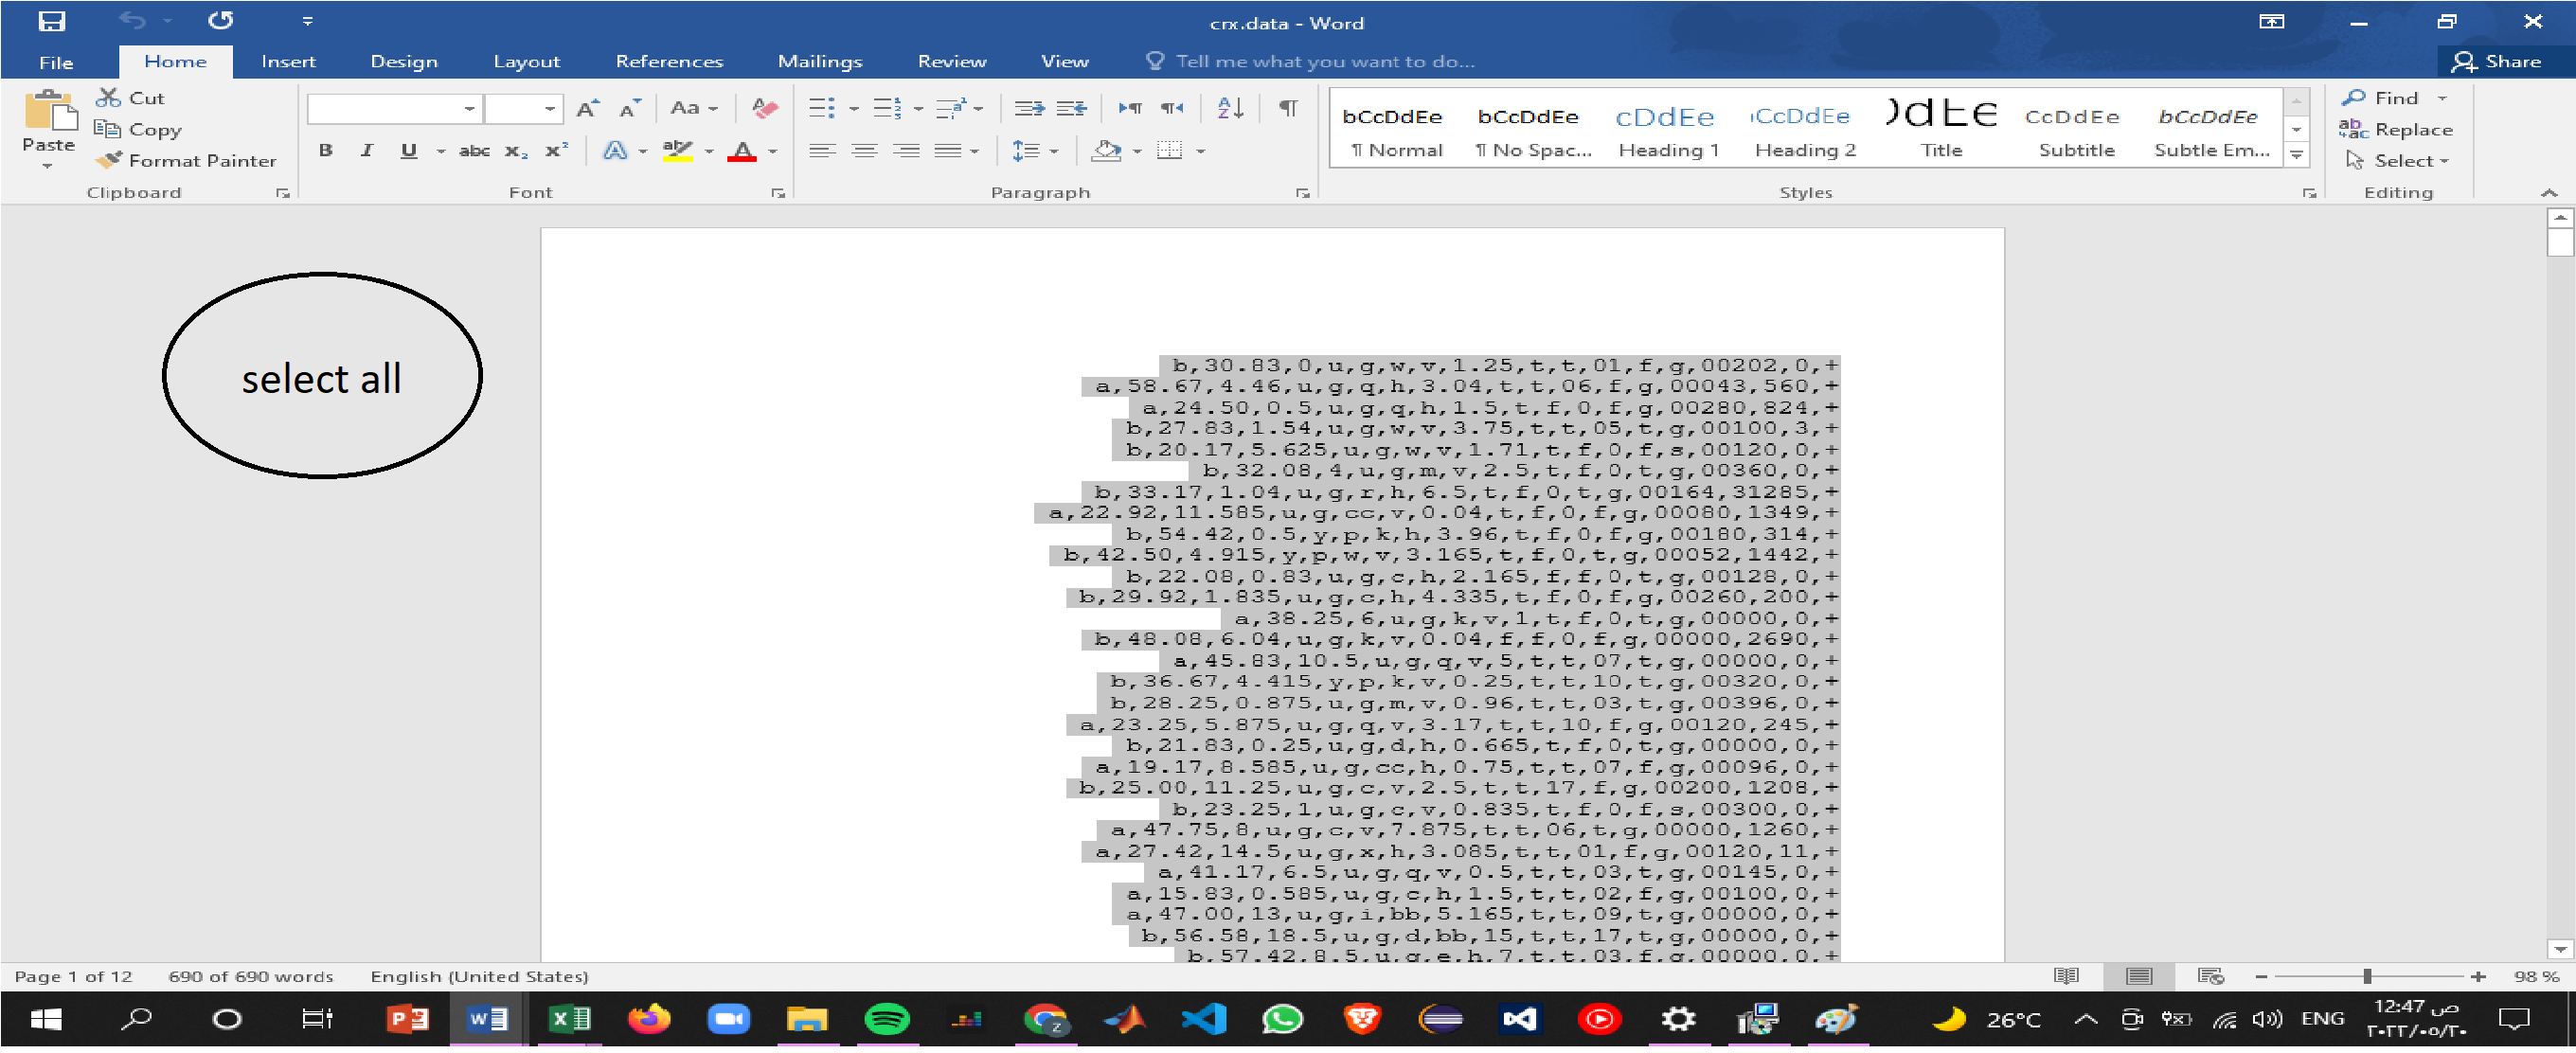 crx.data - Word
File Home Insert Design Layout References Mailings Review View Tell me what you want to do... Share
Cut
Copy
Format Painter
Paste
Clipboard
Font
Paragraph
bCcDdEe bCcDdEe cDdEe CcDdEe )dEe CcDdEe bCcDdEe
¶ Normal ¶ No Spac... Heading 1 Heading 2 Title Subtitle Subtle Em...
Styles
Find
Replace
Select
Editing
select all
b,30.83,0,u,g,w,v,1.25,t,t,01,f,g,00202,0,+
a,58.67,4.46,u,g,q,h,3.04,t,t,06,f,g,00043,560,+
a,24.50,0.5,u,g,q,h,1.5,t,f,0,f,g,00280,824,+
b,27.83,1.54,u,g,w,v,3.75,t,t,05,t,g,00100,3,+
b,20.17,5.625,u,g,w,v,1.71,t,f,0,f,s,00120,0,+
b,32.08,4,u,g,m,v,2.5,t,f,0,t,g,00360,0,+
b,33.17,1.04,u,g,r,h,6.5,t,f,0,t,g,00164,31285,+
a,22.92,11.585,u,g,cc,v,0.04,t,f,0,f,g,00080,1349,+
b,54.42,0.5,y,p,k,h,3.96,t,f,0,f,g,00180,314,+
b,42.50,4.915,y,p,w,v,3.165,t,f,0,t,g,00052,1442,+
b,22.08,0.83,u,g,c,h,2.165,f,f,0,t,g,00128,0,+
b,29.92,1.835,u,g,c,h,4.335,t,f,0,f,g,00260,200,+
a,38.25,6,u,g,k,v,1,t,f,0,t,g,00000,0,+
b,48.08,6.04,u,g,k,v,0.04,f,f,0,f,g,00000,2690,+
a,45.83,10.5,u,g,q,v,5,t,t,07,t,g,00000,0,+
b,36.67,4.415,y,p,k,v,0.25,t,t,10,t,g,00320,0,+
b,28.25,0.875,u,g,m,v,0.96,t,t,03,t,g,00396,0,+
a,23.25,5.875,u,g,q,v,3.17,t,t,10,f,g,00120,245,+
b,21.83,0.25,u,g,d,h,0.665,t,f,0,t,g,00000,0,+
a,19.17,8.585,u,g,cc,h,0.75,t,t,07,f,g,00096,0,+
b,25.00,11.25,u,g,c,v,2.5,t,t,17,f,g,00200,1208,+
b,23.25,1,u,g,c,v,0.835,t,f,0,f,s,00300,0,+
a,47.75,8,u,g,c,v,7.875,t,t,06,t,g,00000,1260,+
a,27.42,14.5,u,g,x,h,3.085,t,t,01,f,g,00120,11,+
a,41.17,6.5,u,g,q,v,0.5,t,t,03,t,g,00145,0,+
a,15.83,0.585,u,g,c,h,1.5,t,t,02,f,g,00100,0,+
a,47.00,13,u,g,i,bb,5.165,t,t,09,t,g,00000,0,+
b,56.58,18.5,u,g,d,bb,15,t,t,17,t,g,00000,0,+
b,57.42,8.5,u,g,e,h,7,t,t,03,f,g,00000,0,+
Page 1 of 12 690 of 690 words English (United States) 98 %
26°C ENG
12:47 ص
٢٠٢٢/٠٥/٢٠